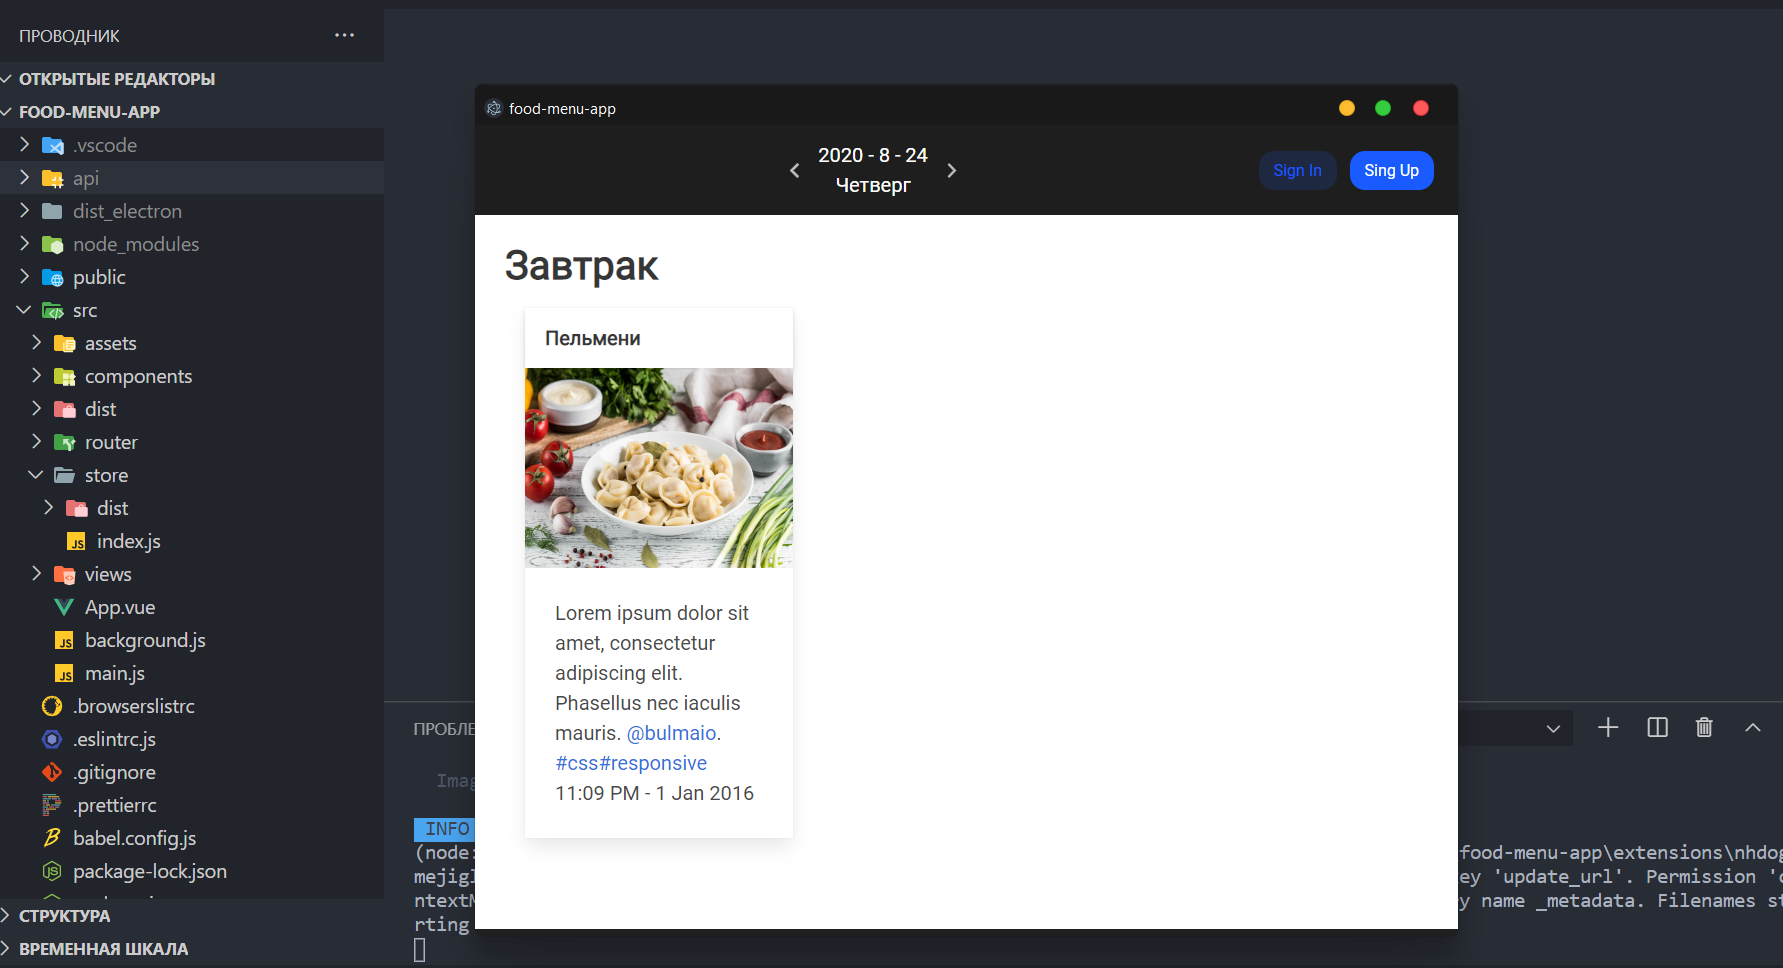 ПРОВОДНИК
ОТКРЫТЫЕ РЕДАКТОРЫ
FOOD-MENU-APP
.vscode
api
dist_electron
node_modules
public
src
assets
components
dist
router
store
dist
index.js
views
App.vue
background.js
main.js
.browserslistrc
.eslintrc.js
.gitignore
.prettierrc
babel.config.js
package-lock.json
СТРУКТУРА
ВРЕМЕННАЯ ШКАЛА
food-menu-app
2020 - 8 - 24
Четверг
Sign In
Sing Up
Завтрак
Пельмени
Lorem ipsum dolor sit
amet, consectetur
adipiscing elit.
Phasellus nec iaculis
mauris. @bulmaio.
#css#responsive
11:09 PM - 1 Jan 2016
ПРОБЛЕ
Imag
INFO
(node: food-menu-app\extensions\nhdog
mejigl ey 'update_url'. Permission 'c
ntextM y name _metadata. Filenames st
rting